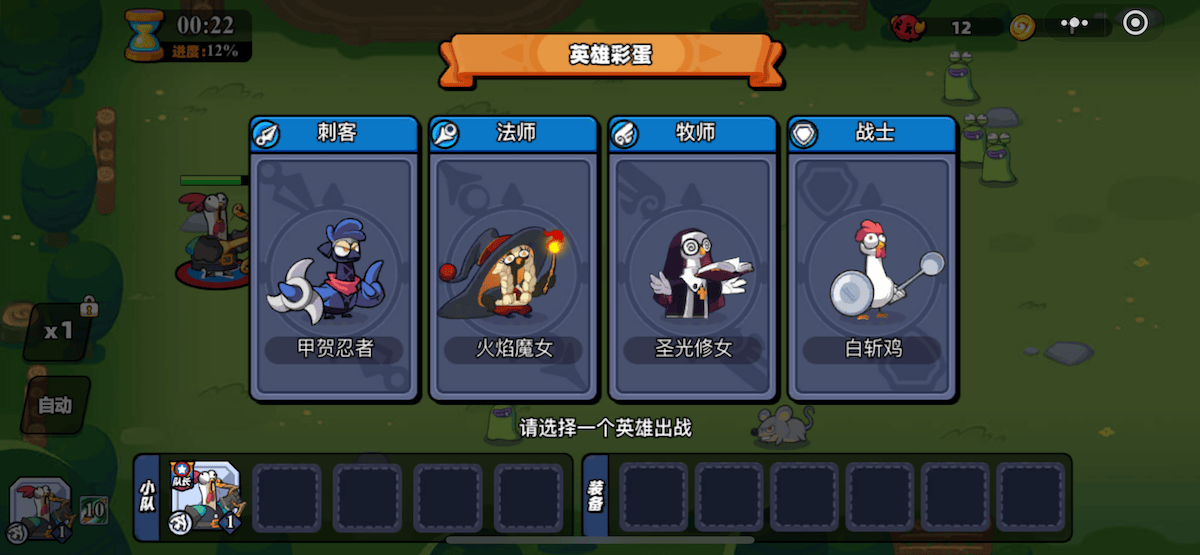 00:22
进度:12%
12
英雄彩蛋
刺客
法师
牧师
战士
甲贺忍者
火焰魔女
圣光修女
白斩鸡
请选择一个英雄出战
x1
自动
小队
队长
1
装备
1
10